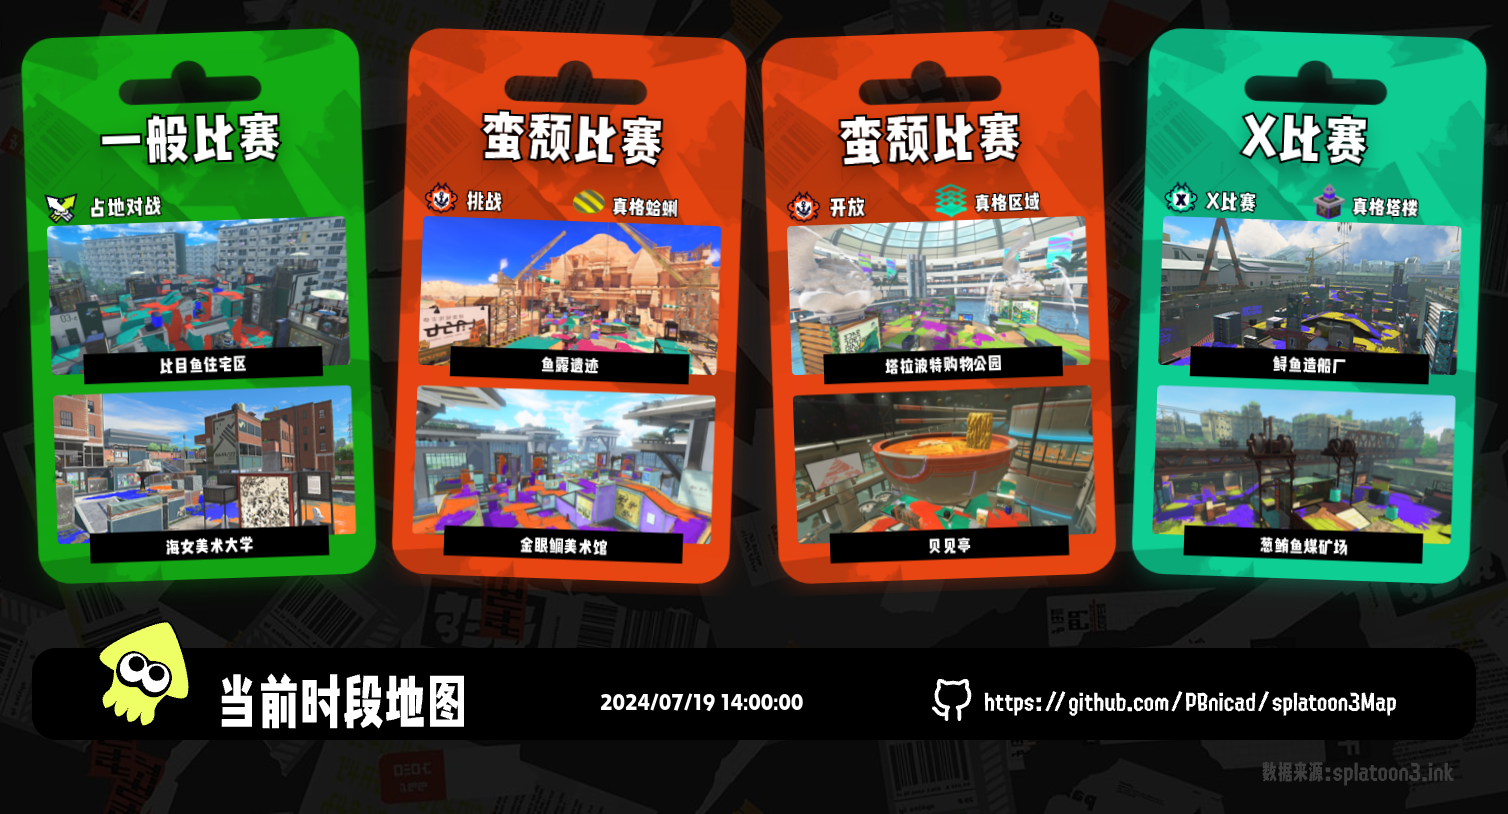 一般比赛
占地对战
比目鱼住宅区
海女美术大学
蛮颓比赛
挑战
真格蛤蜊
鱼露遗迹
金眼鲷美术馆
蛮颓比赛
开放
真格区域
塔拉波特购物公园
贝见亭
X比赛
X比赛
真格塔楼
鲟鱼造船厂
葱鲔鱼煤矿场
当前时段地图
2024/07/19 14:00:00
https://github.com/PBnicad/splatoon3Map
数据来源:splatoon3.ink